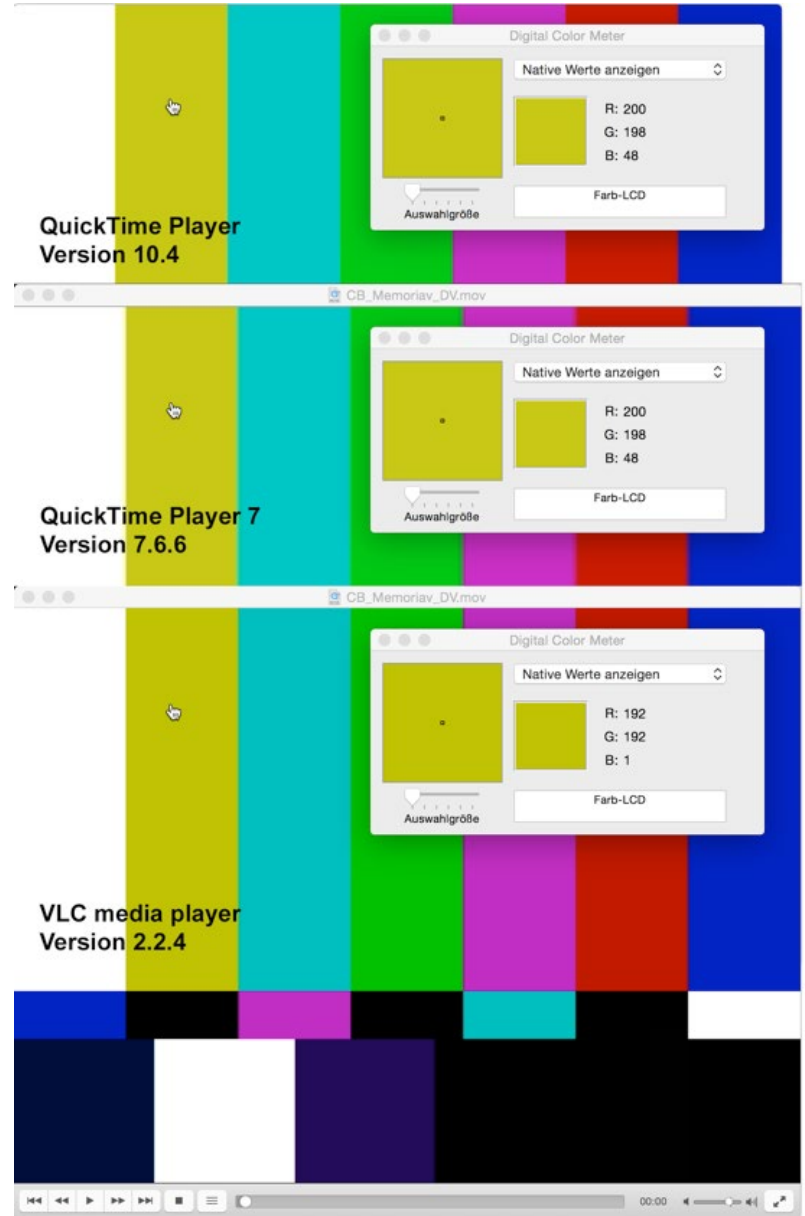 Digital Color Meter
Native Werte anzeigen
R: 200
G: 198
B: 48
Auswahlgröße
Farb-LCD
QuickTime Player
Version 10.4
CB_Memoriav_DV.mov
Digital Color Meter
Native Werte anzeigen
R: 200
G: 198
B: 48
Auswahlgröße
Farb-LCD
QuickTime Player 7
Version 7.6.6
CB_Memoriav_DV.mov
Digital Color Meter
Native Werte anzeigen
R: 192
G: 192
B: 1
Auswahlgröße
Farb-LCD
VLC media player
Version 2.2.4
00:00